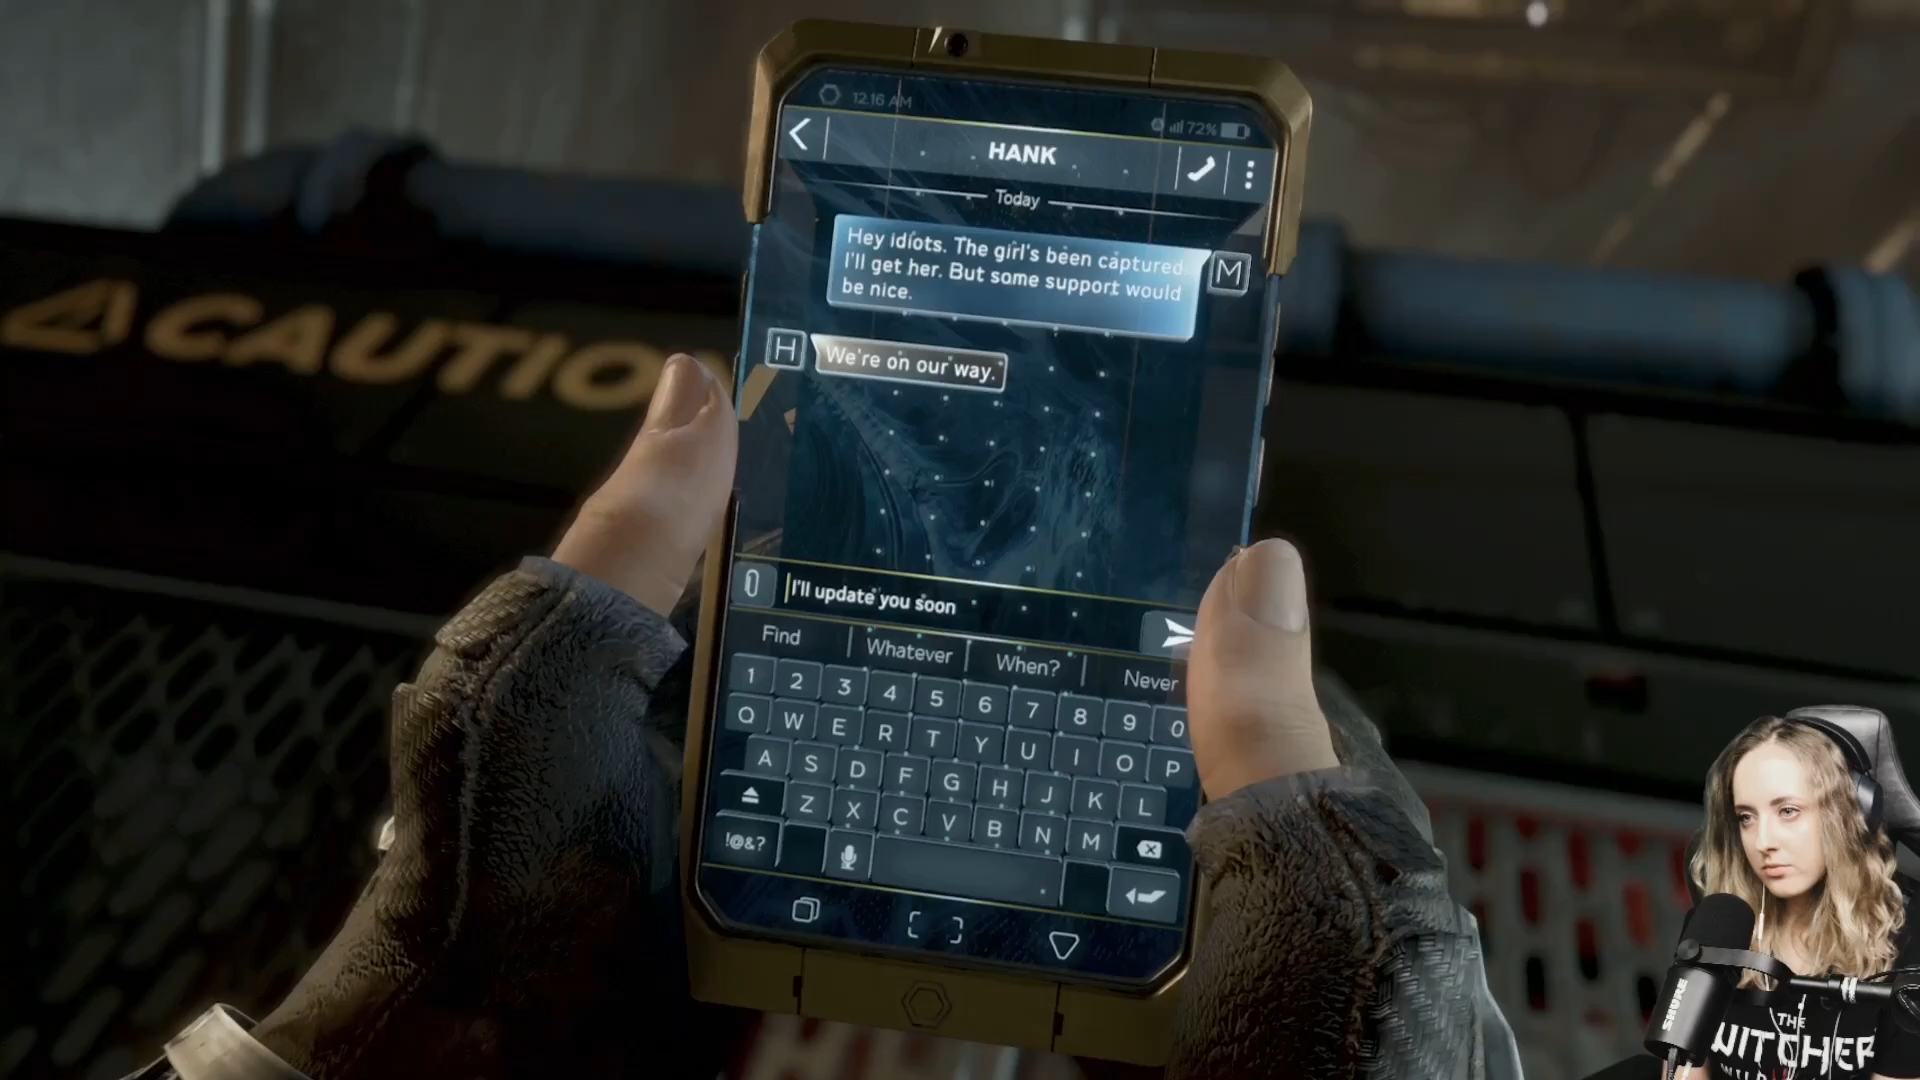 12.16 AM
72%
HANK
Today
Hey idiots. The girl's been captured.
I'll get her. But some support would
be nice.
M
H
We're on our way.
I'll update you soon
Find Whatever When? Never
1 2 3 4 5 6 7 8 9 0
Q W E R T Y U I O P
A S D F G H J K L
Z X C V B N M
!@&?
CAUTION
SHURE
THE
WITCHER
WILD